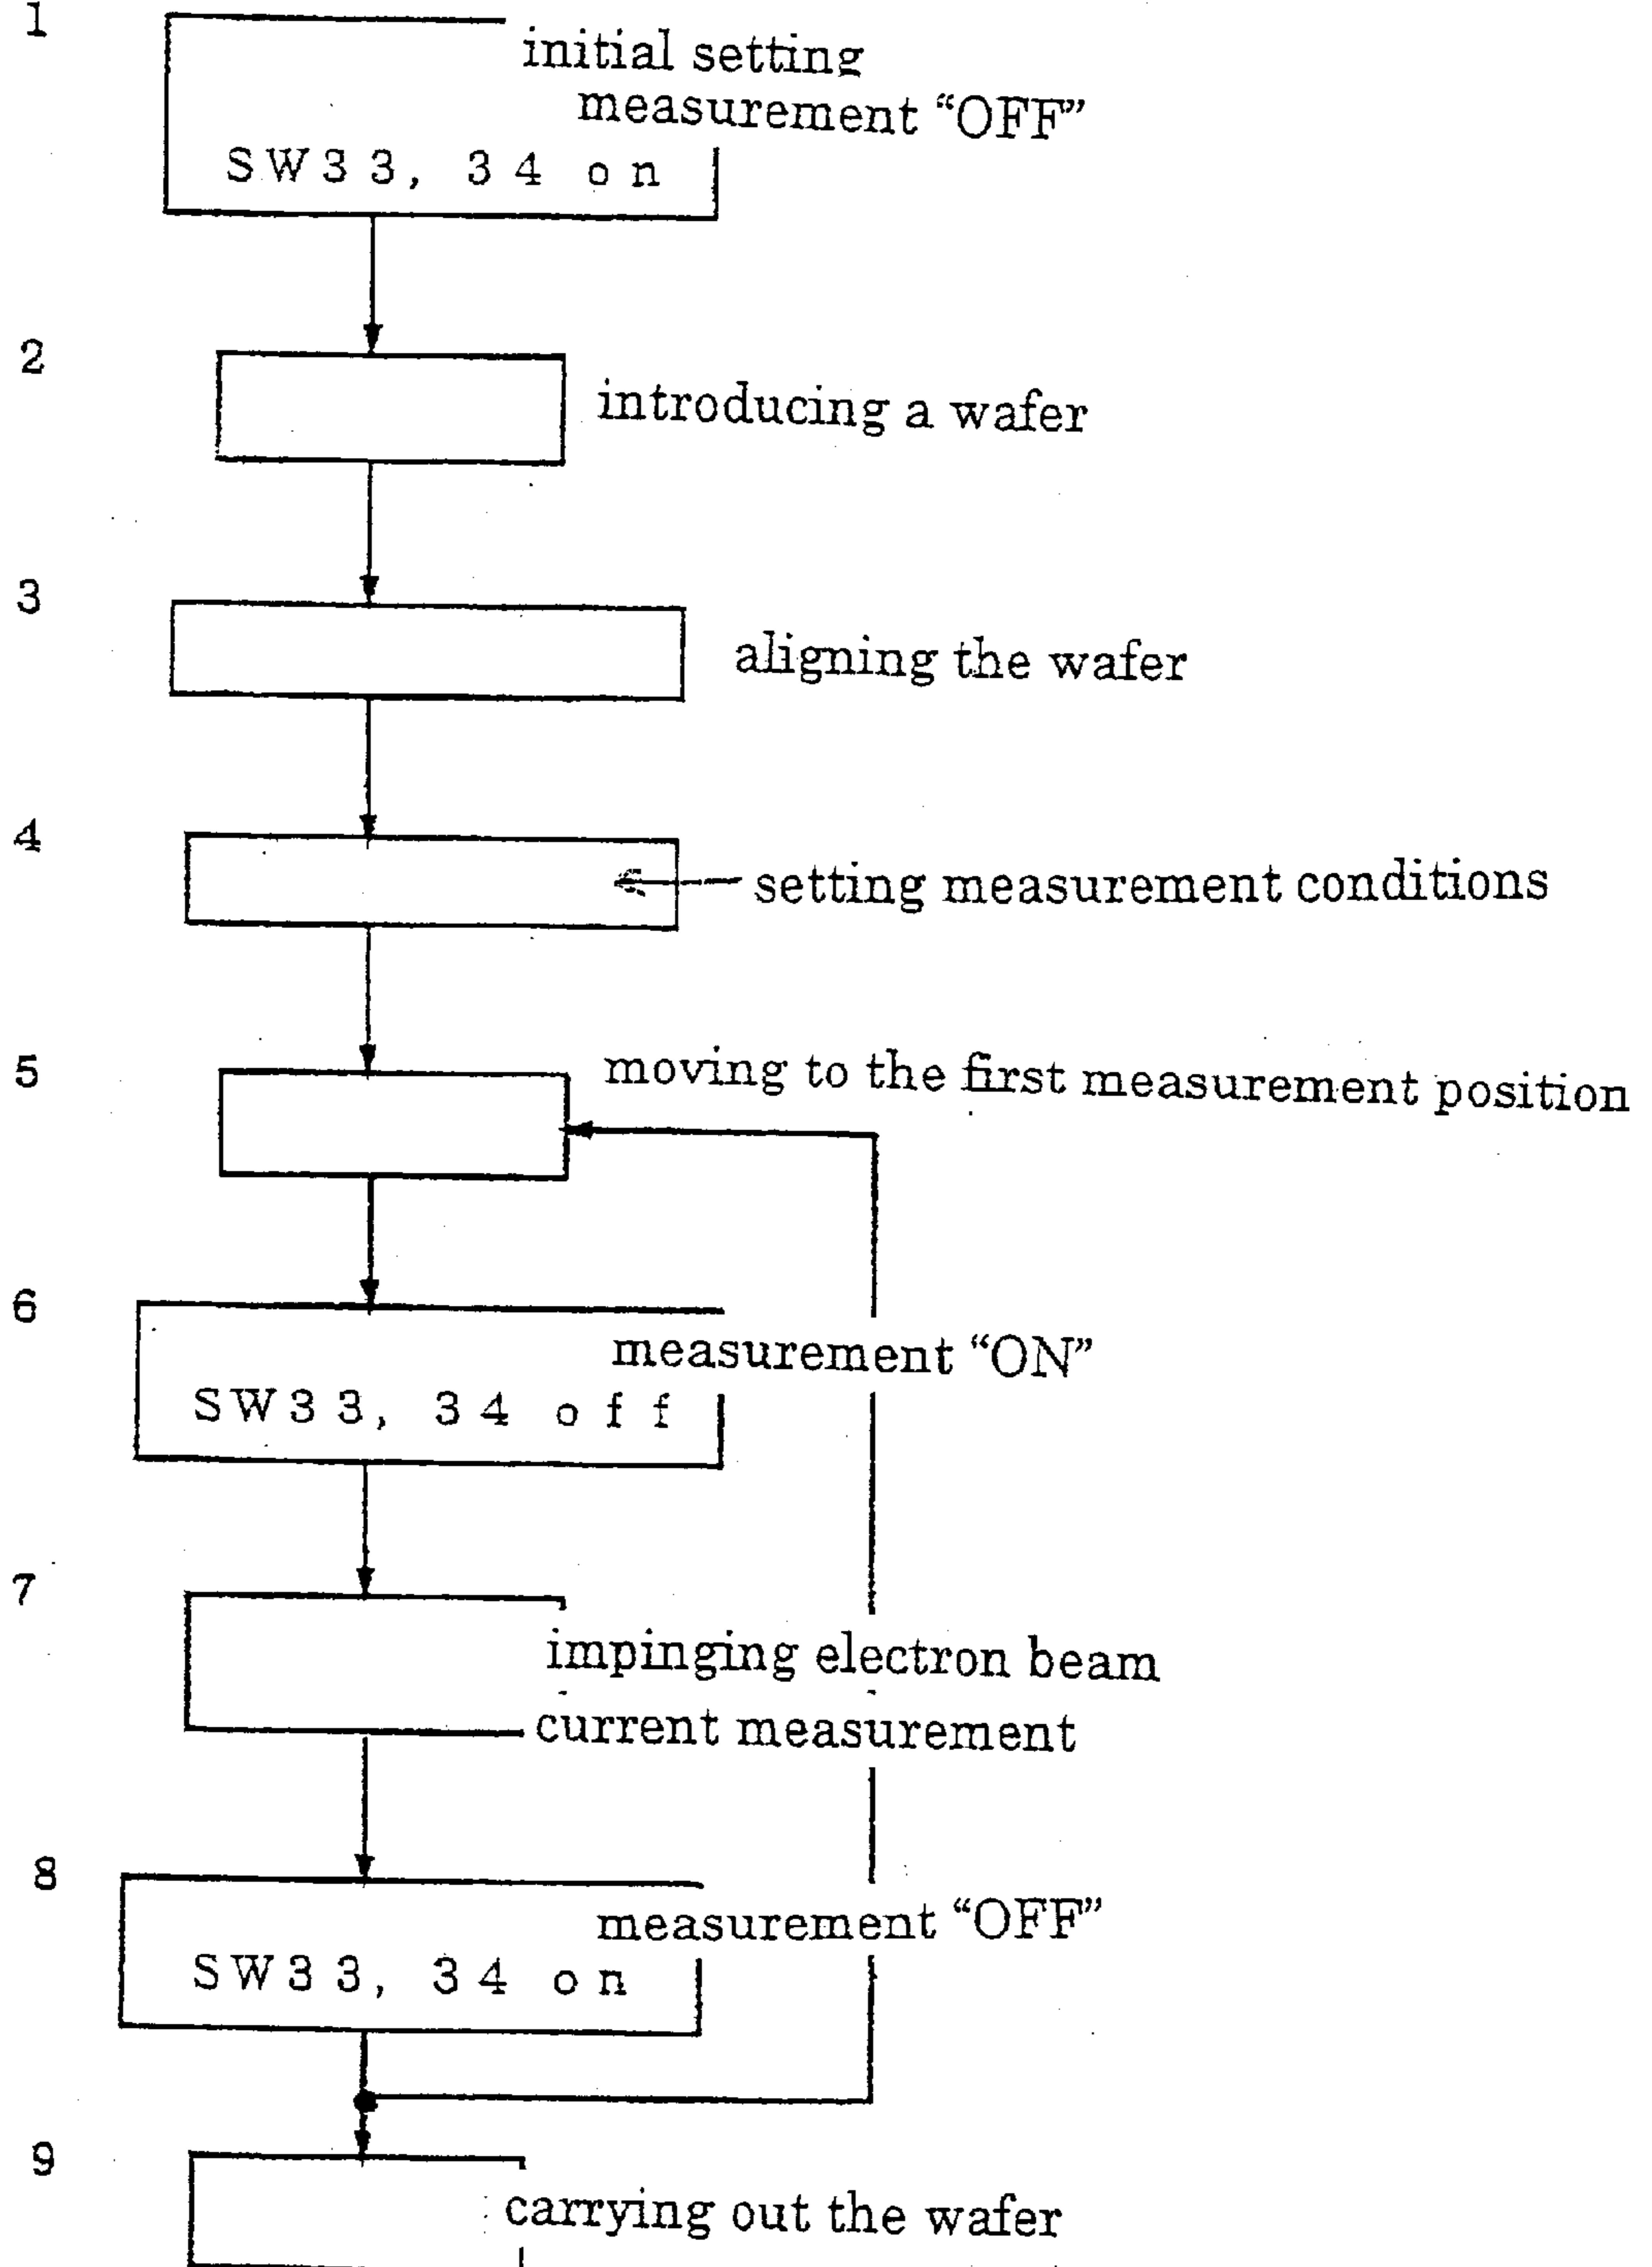 1
initial setting
measurement “OFF”
SW33, 34 on
2
introducing a wafer
3
aligning the wafer
4
setting measurement conditions
5
moving to the first measurement position
6
measurement “ON”
SW33, 34 off
7
impinging electron beam
current measurement
8
measurement “OFF”
SW33, 34 on
9
carrying out the wafer